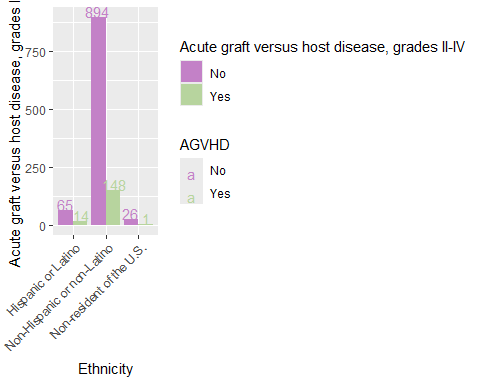 Acute graft versus host disease, grades I
750
500
250
0
894
148
65
14
26
1
Hispanic or Latino
Non-Hispanic or non-Latino
Non-resident of the U.S.
Ethnicity
Acute graft versus host disease, grades II-IV
No
Yes
AGVHD
a No
a Yes